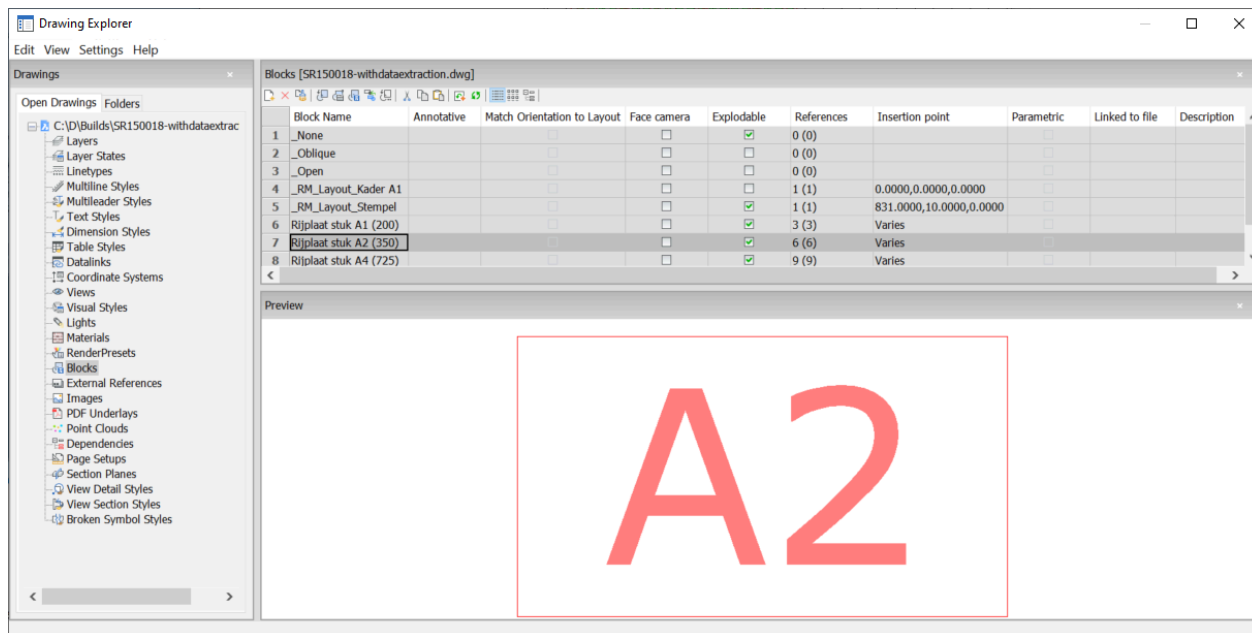 Drawing Explorer
Edit View Settings Help
Drawings
Open Drawings Folders
C:\D\Builds\SR150018-withdataextrac
Layers
Layer States
Linetypes
Multiline Styles
Multileader Styles
Text Styles
Dimension Styles
Table Styles
Datalinks
Coordinate Systems
Views
Visual Styles
Lights
Materials
RenderPresets
Blocks
External References
Images
PDF Underlays
Point Clouds
Dependencies
Page Setups
Section Planes
View Detail Styles
View Section Styles
Broken Symbol Styles
Blocks [SR150018-withdataextraction.dwg]
Block Name Annotative Match Orientation to Layout Face camera Explodable References Insertion point Parametric Linked to file Description
1 _None 0 (0)
2 _Oblique 0 (0)
3 _Open 0 (0)
4 _RM_Layout_Kader A1 1 (1) 0.0000,0.0000,0.0000
5 _RM_Layout_Stempel 1 (1) 831.0000,10.0000,0.0000
6 Rijplaat stuk A1 (200) 3 (3) Varies
7 Rijplaat stuk A2 (350) 6 (6) Varies
8 Rijplaat stuk A4 (725) 9 (9) Varies
Preview
A2